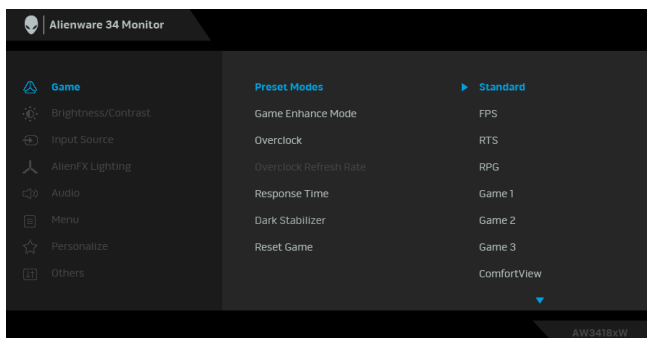 Alienware 34 Monitor
Game
Preset Modes
Standard
Brightness/Contrast
Game Enhance Mode
FPS
Input Source
Overclock
RTS
AlienFX Lighting
Overclock Refresh Rate
RPG
Audio
Response Time
Game 1
Menu
Dark Stabilizer
Game 2
Personalize
Reset Game
Game 3
Others
ComfortView
AW3418xW